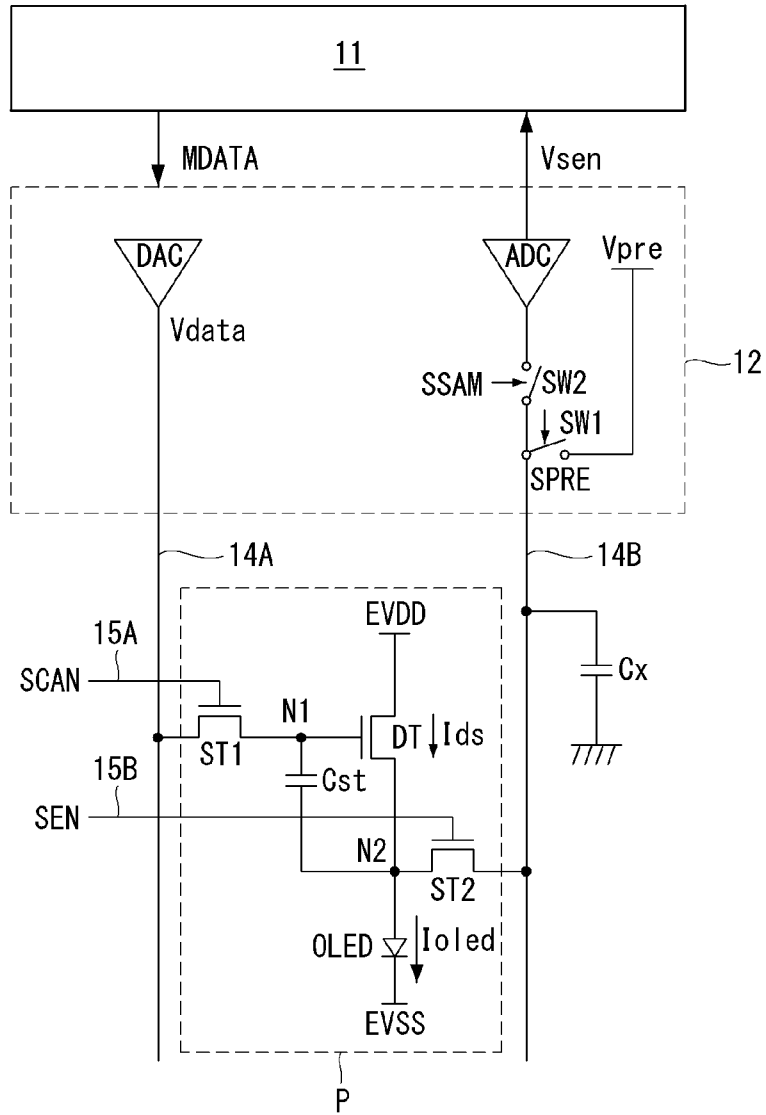 11
MDATA
Vsen
DAC
ADC
Vpre
Vdata
12
SSAM
SW2
SW1
SPRE
14A
14B
EVDD
15A
SCAN
N1
DT
Ids
Cx
ST1
15B
Cst
SEN
N2
ST2
OLED
Ioled
EVSS
P